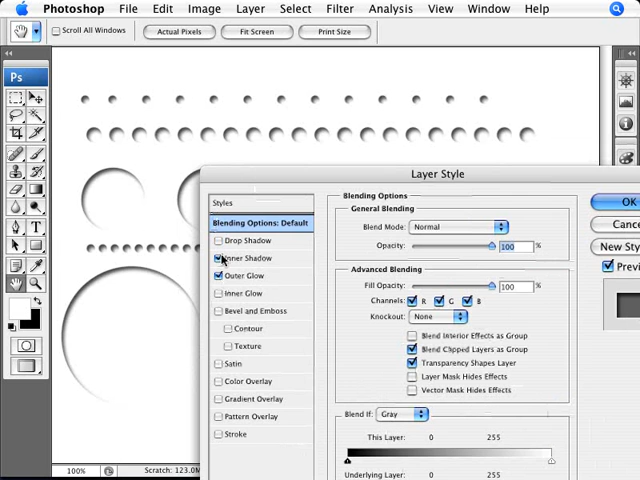 Photoshop File Edit Image Layer Select Filter Analysis View Window Help
Scroll All Windows Actual Pixels Fit Screen Print Size
Ps
Layer Style
Styles
Blending Options: Default
Drop Shadow
Inner Shadow
Outer Glow
Inner Glow
Bevel and Emboss
Contour
Texture
Satin
Color Overlay
Gradient Overlay
Pattern Overlay
Stroke
Blending Options
General Blending
Blend Mode: Normal
Opacity: 100 %
Advanced Blending
Fill Opacity: 100 %
Channels: R G B
Knockout: None
Blend Interior Effects as Group
Blend Clipped Layers as Group
Transparency Shapes Layer
Layer Mask Hides Effects
Vector Mask Hides Effects
Blend If: Gray
This Layer: 0 255
Underlying Layer: 0 255
OK
Cance
New Sty
Previ
T
100% Scratch: 123.0M